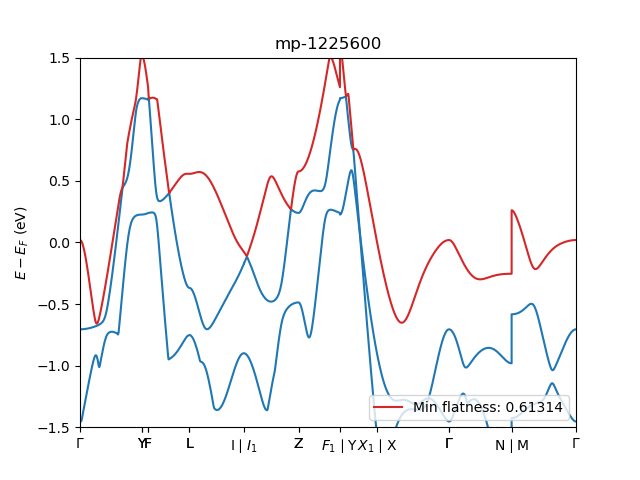 mp-1225600
E − E_F (eV)
1.5
1.0
0.5
0.0
−0.5
−1.0
−1.5
Min flatness: 0.61314
Γ Y F L I | I₁ Z F₁ | Y X₁ | X Γ N | M Γ